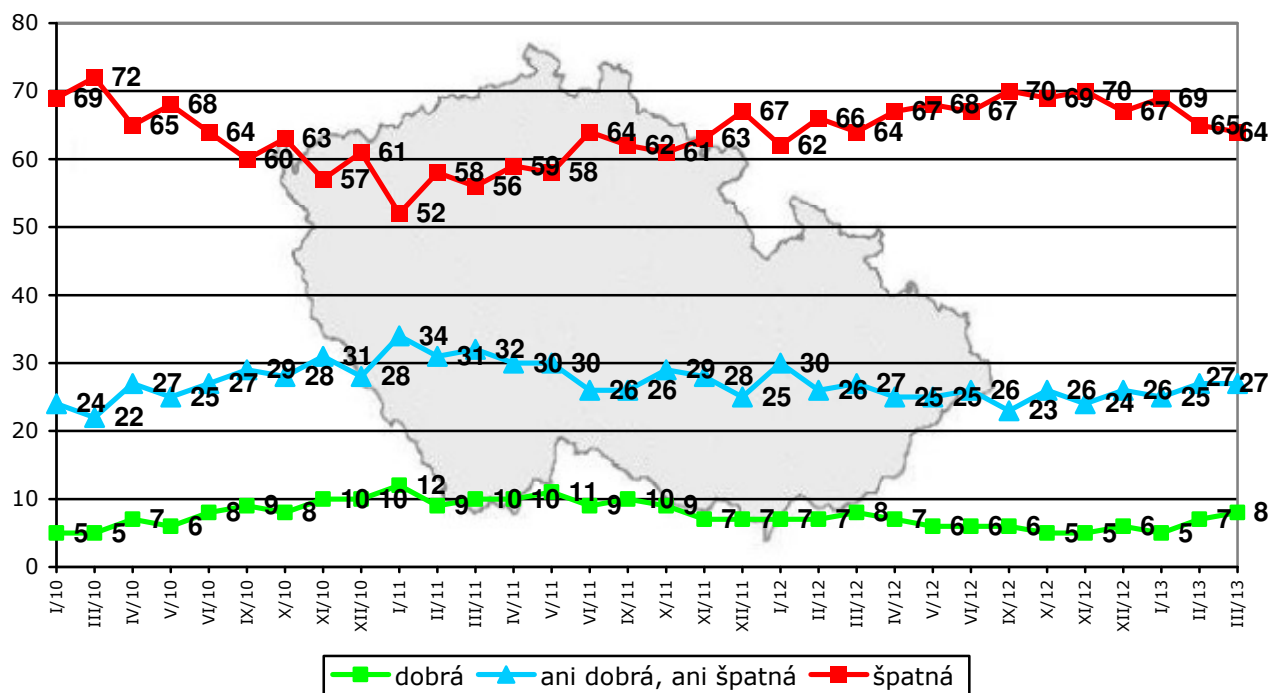 80
70
60
50
40
30
20
10
0
69 72 65 68 64 60 63 57 61 52 58 56 59 58 64 62 61 63 67 62 66 64 67 68 67 70 69 70 67 69 65 64
24 22 27 25 27 29 28 31 28 34 31 32 30 30 26 26 29 28 25 30 26 27 25 25 26 23 26 24 26 25 27 27
5 5 7 6 8 9 8 10 10 12 9 10 10 11 9 10 9 7 7 7 7 8 7 6 6 6 5 5 6 5 7 8
I/10
III/10
IV/10
V/10
VI/10
IX/10
X/10
XI/10
XII/10
I/11
II/11
III/11
IV/11
V/11
VI/11
IX/11
X/11
XI/11
XII/11
I/12
II/12
III/12
IV/12
V/12
VI/12
IX/12
X/12
XI/12
XII/12
I/13
II/13
III/13
dobrá ani dobrá, ani špatná špatná